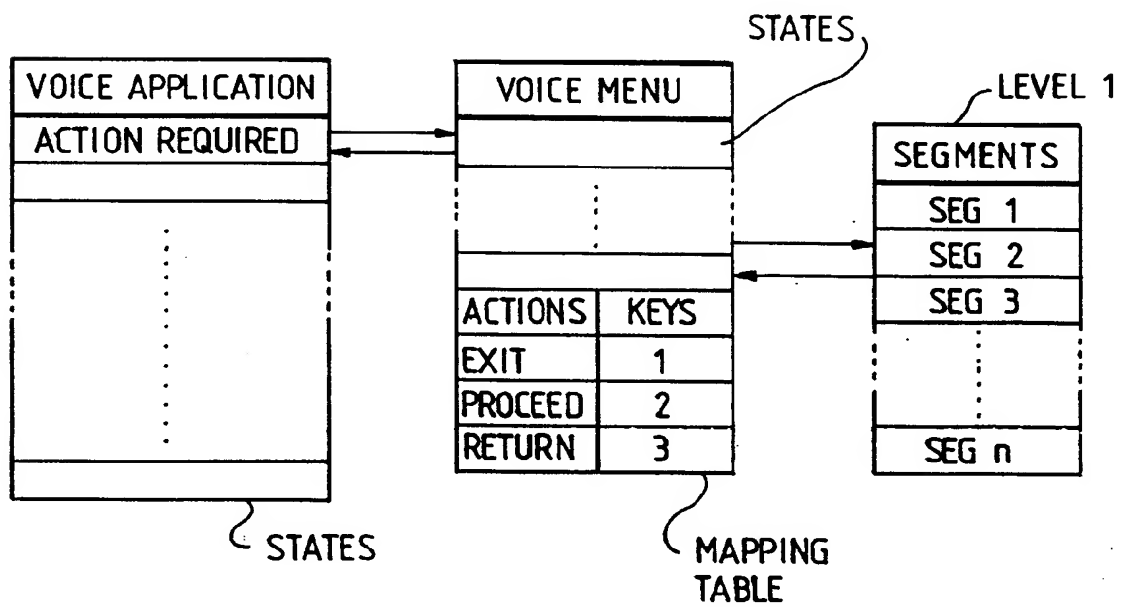 STATES
VOICE APPLICATION
ACTION REQUIRED
STATES
VOICE MENU
ACTIONS KEYS
EXIT 1
PROCEED 2
RETURN 3
MAPPING
TABLE
LEVEL 1
SEGMENTS
SEG 1
SEG 2
SEG 3
SEG n